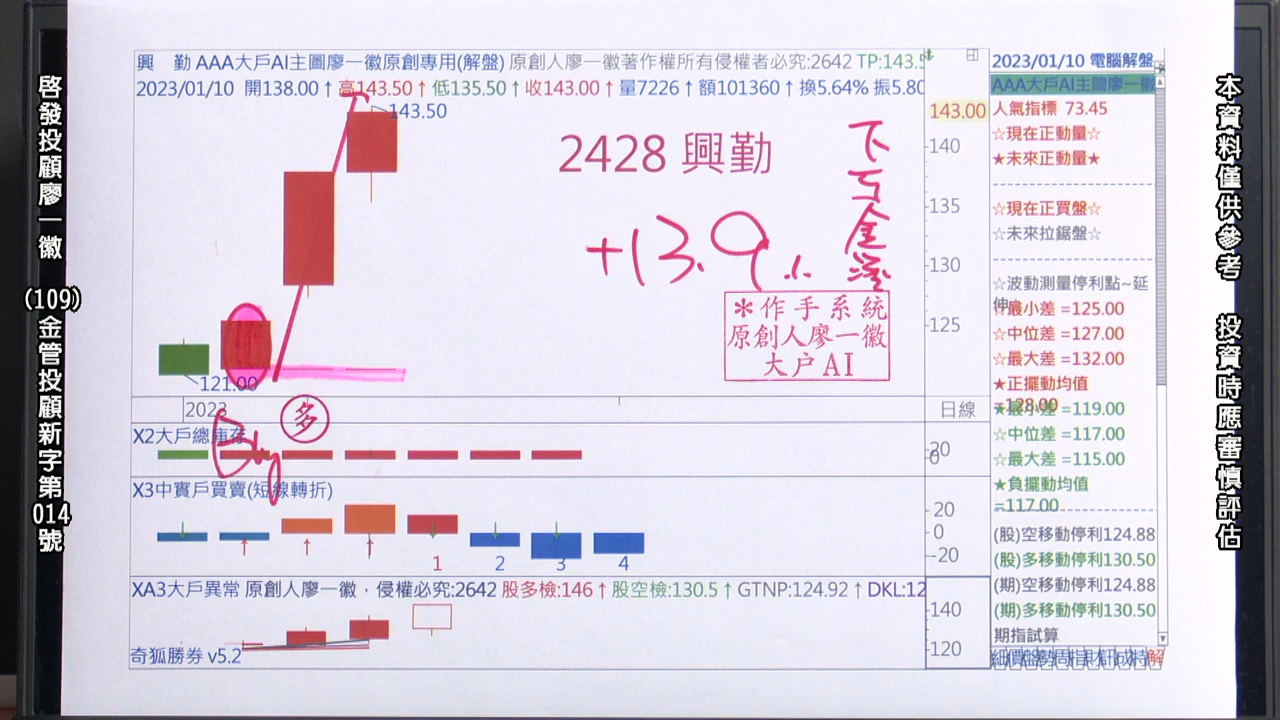 啓發投顧廖一徽 (109)金管投顧新字第014號
本資料僅供參考 投資時應審慎評估
興 勤 AAA大戶AI主圖廖一徽原創專用(解盤) 原創人廖一徽著作權所有侵權者必究:2642 TP:143.5
2023/01/10 開138.00↑ 高143.50↑ 低135.50↑ 收143.00↑ 量7226↑ 額101360↑ 換5.64% 振5.80
143.50
2428 興勤
+13.9%
＊作手系統
原創人廖一徽
大户AI
121.00
143.00
140
135
130
125
2023
日線
多
Buy
X2大戶總庫存
20
0
X3中實戶買賣(短線轉折)
20
0
-20
1 2 3 4
XA3大戶異常 原創人廖一徽．侵權必究:2642 股多檢:146↑ 股空檢:130.5↑ GTNP:124.92↑ DKL:12
140
120
奇狐勝券 v5.2
2023/01/10 電腦解盤
AAA大戶AI主圖廖一徽
人氣指標 73.45
☆現在正動量☆
★未來正動量★
☆現在正買盤☆
☆未來拉鋸盤☆
☆波動測量停利點~延伸
☆最小差 =125.00
☆中位差 =127.00
☆最大差 =132.00
★正擺動均值
=128.00
☆最小差 =119.00
☆中位差 =117.00
☆最大差 =115.00
★負擺動均值
=117.00
(股)空移動停利124.88
(股)多移動停利130.50
(期)空移動停利124.88
(期)多移動停利130.50
期指試算